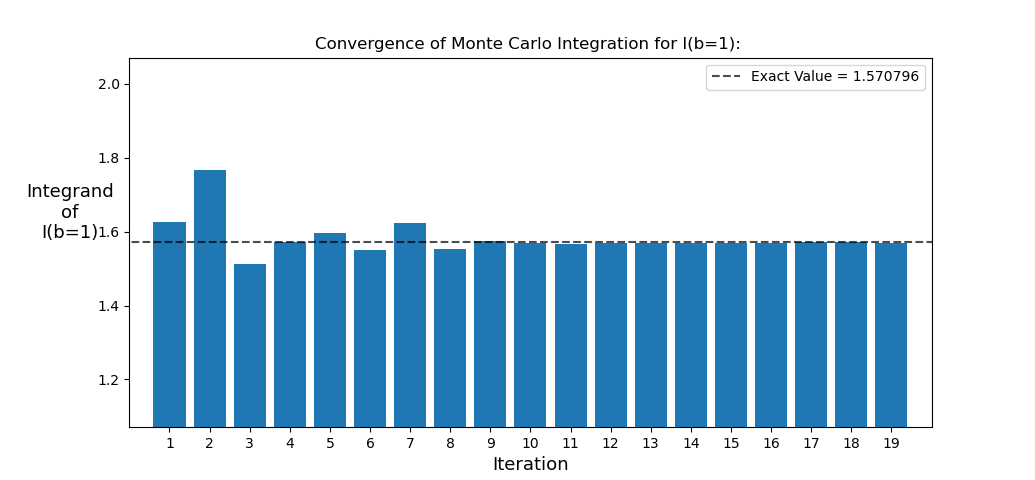 Convergence of Monte Carlo Integration for I(b=1):
Exact Value = 1.570796
2.0
1.8
1.6
1.4
1.2
Integrand
of
I(b=1)
1 2 3 4 5 6 7 8 9 10 11 12 13 14 15 16 17 18 19
Iteration